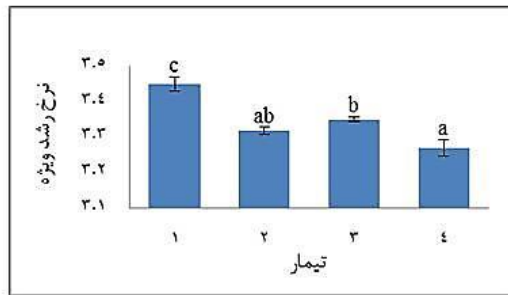 نرخ رشد ویژه
۳.۵
۳.۴
۳.۳
۳.۲
۳.۱
c
ab
b
a
۱ ۲ ۳ ٤
تیمار